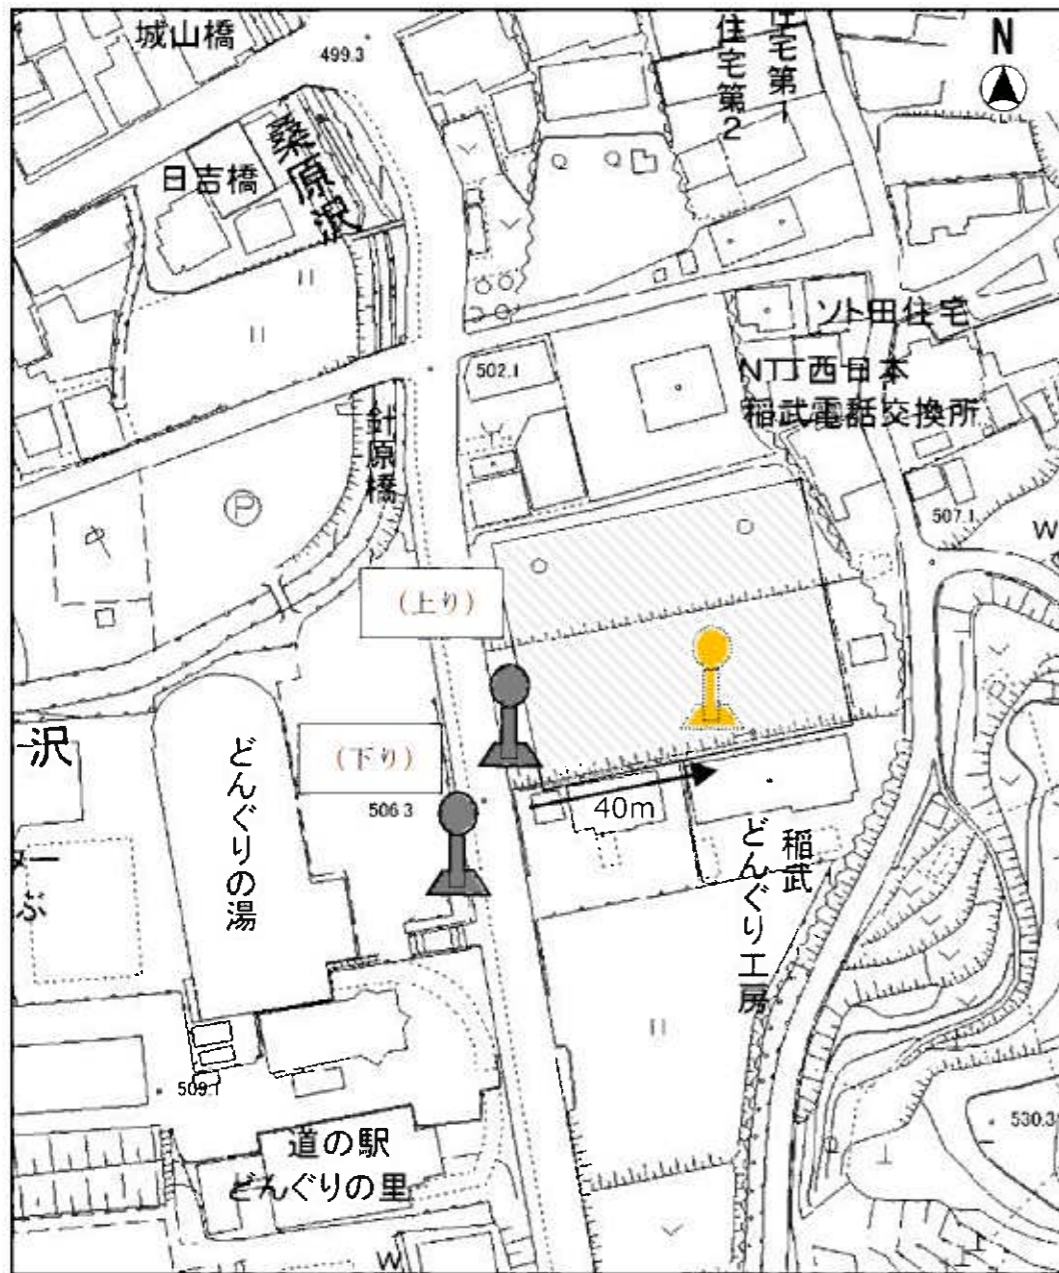 城山橋
499.3
住宅第2
住宅第1
N
桑原沢
日吉橋
ソト田住宅
502.1
NTT西日本
稲武電話交換所
針原橋
P
507.1
W
(上り)
(下り)
沢
どんぐりの湯
506.3
40m
稲武
どんぐり工房
ター
ぶ
509.1
道の駅
どんぐりの里
530.3
W